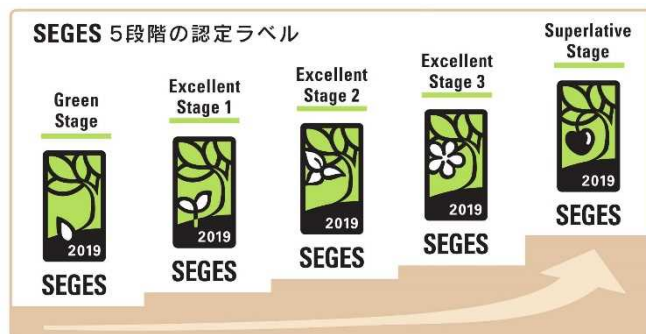 SEGES 5段階の認定ラベル
Green
Stage
2019
SEGES
Excellent
Stage 1
2019
SEGES
Excellent
Stage 2
2019
SEGES
Excellent
Stage 3
2019
SEGES
Superlative
Stage
2019
SEGES